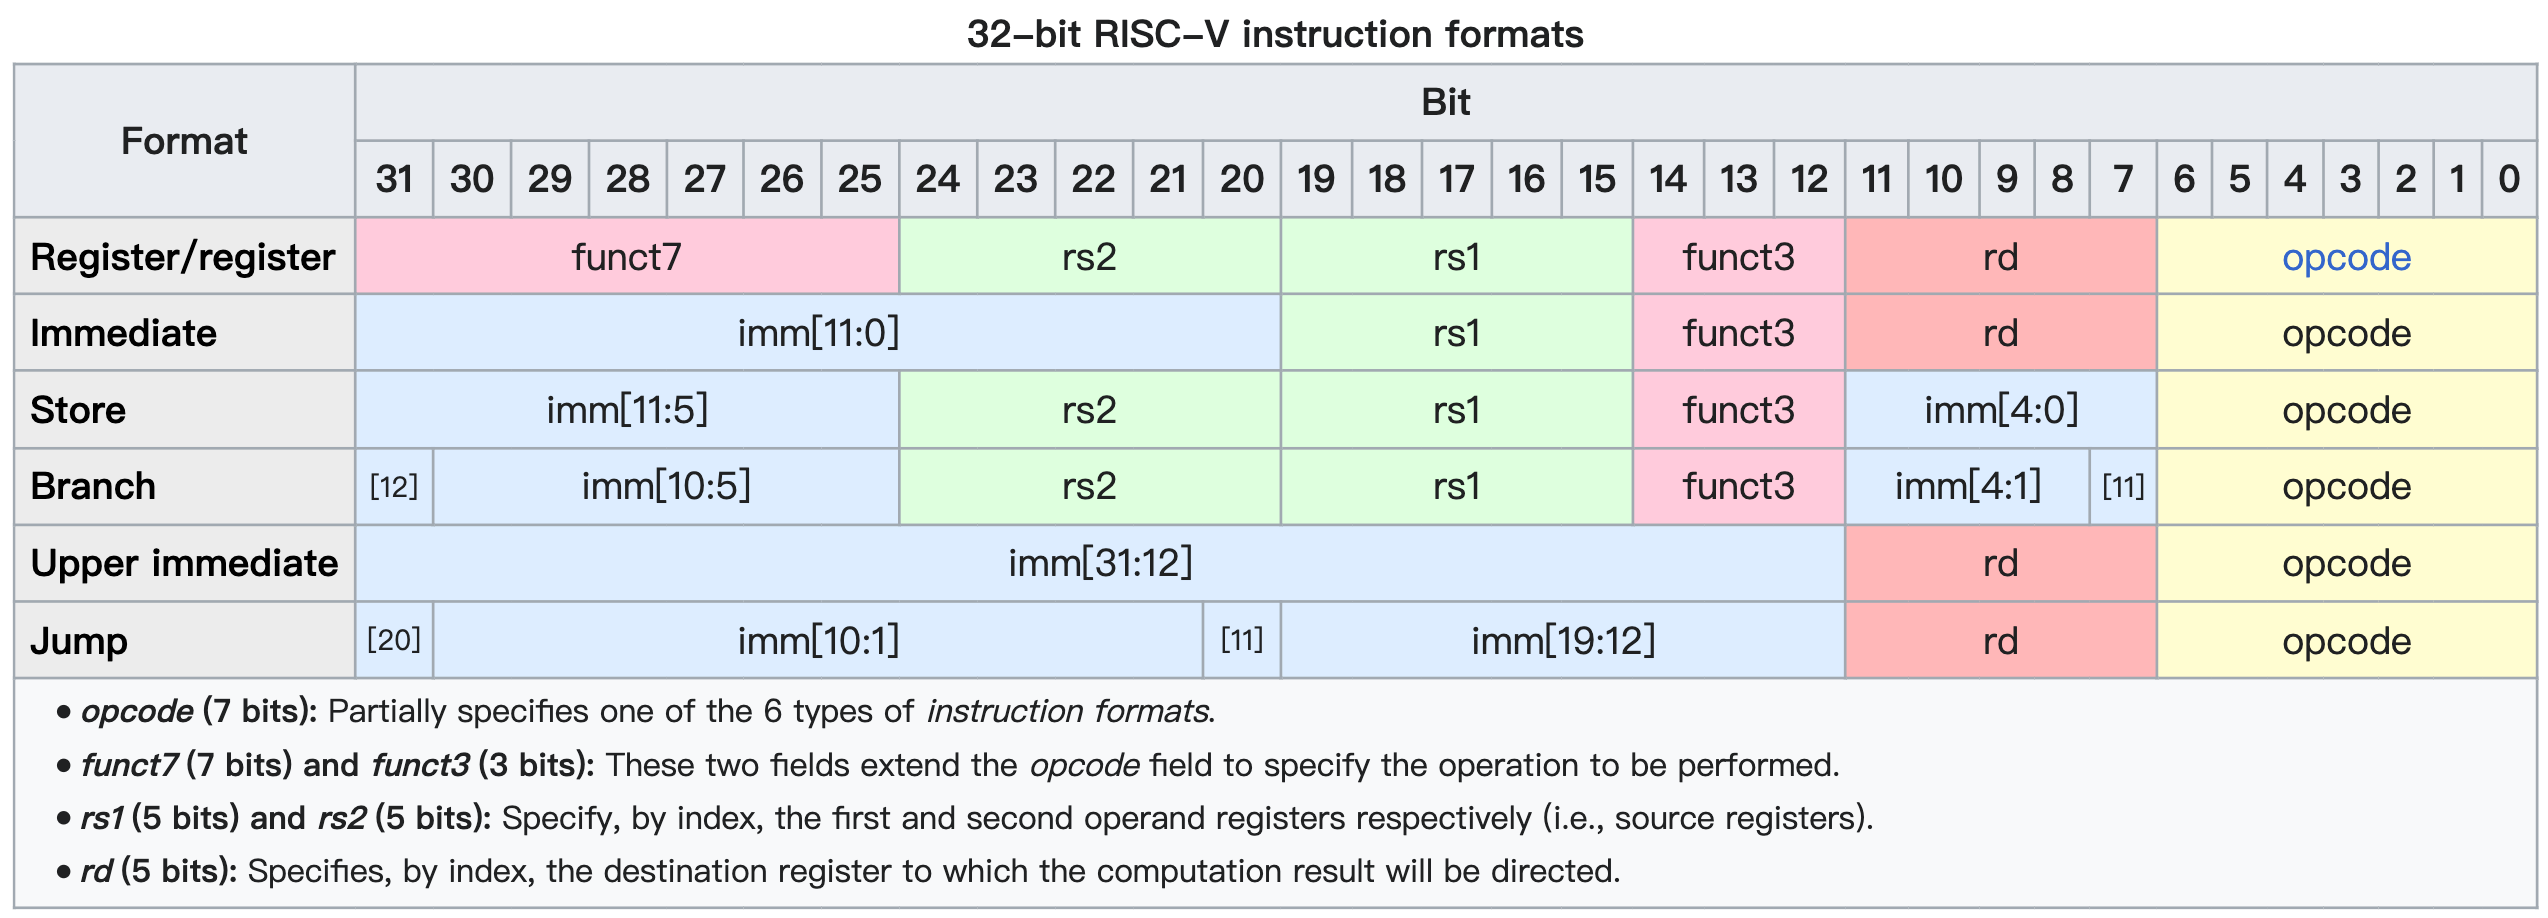 32-bit RISC-V instruction formats
Format
Bit
31 30 29 28 27 26 25 24 23 22 21 20 19 18 17 16 15 14 13 12 11 10 9 8 7 6 5 4 3 2 1 0
Register/register funct7 rs2 rs1 funct3 rd opcode
Immediate imm[11:0] rs1 funct3 rd opcode
Store imm[11:5] rs2 rs1 funct3 imm[4:0] opcode
Branch [12] imm[10:5] rs2 rs1 funct3 imm[4:1] [11] opcode
Upper immediate imm[31:12] rd opcode
Jump [20] imm[10:1] [11] imm[19:12] rd opcode
• opcode (7 bits): Partially specifies one of the 6 types of instruction formats.
• funct7 (7 bits) and funct3 (3 bits): These two fields extend the opcode field to specify the operation to be performed.
• rs1 (5 bits) and rs2 (5 bits): Specify, by index, the first and second operand registers respectively (i.e., source registers).
• rd (5 bits): Specifies, by index, the destination register to which the computation result will be directed.